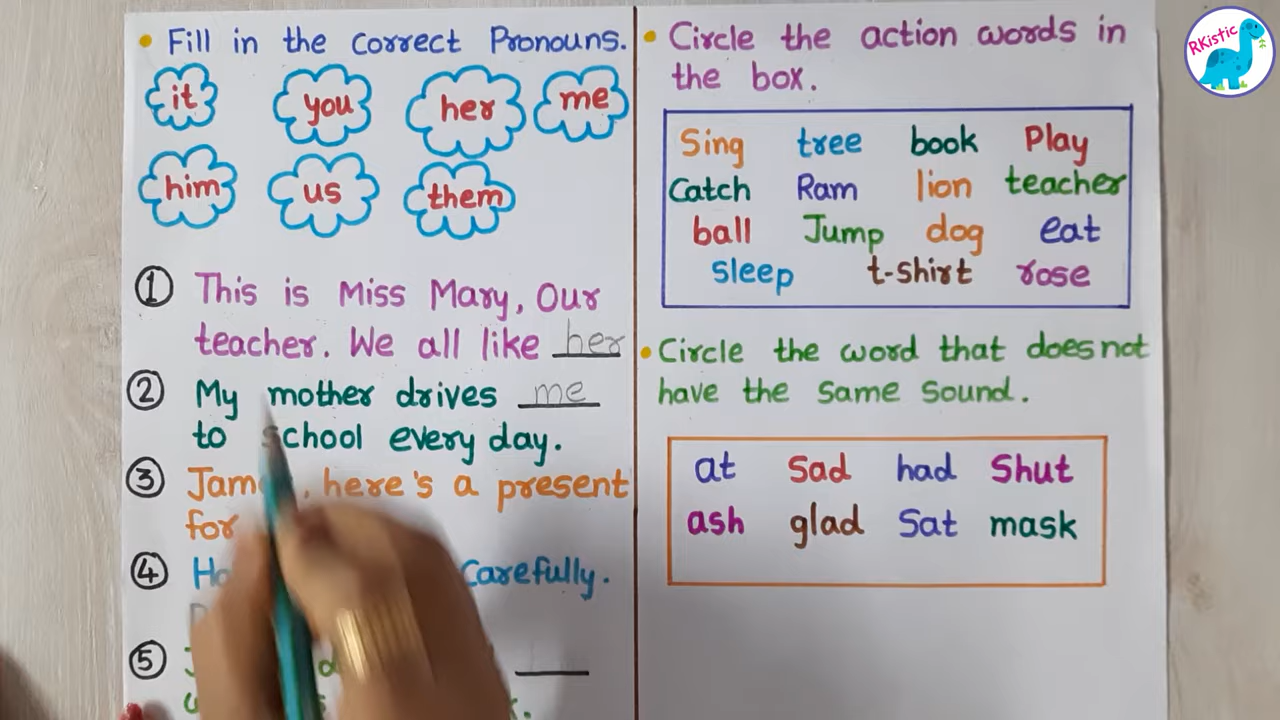 Fill in the correct Pronouns.
it you her me
him us them
1 This is Miss Mary, Our
teacher. We all like her
2 My mother drives me
to school every day.
3 here's a present
for
4 Carefully.
5
Circle the action words in
the box.
Sing tree book Play
Catch Ram lion teacher
ball Jump dog eat
sleep t-shirt rose
Circle the word that does not
have the same sound.
at Sad had Shut
ash glad Sat mask
RKistic